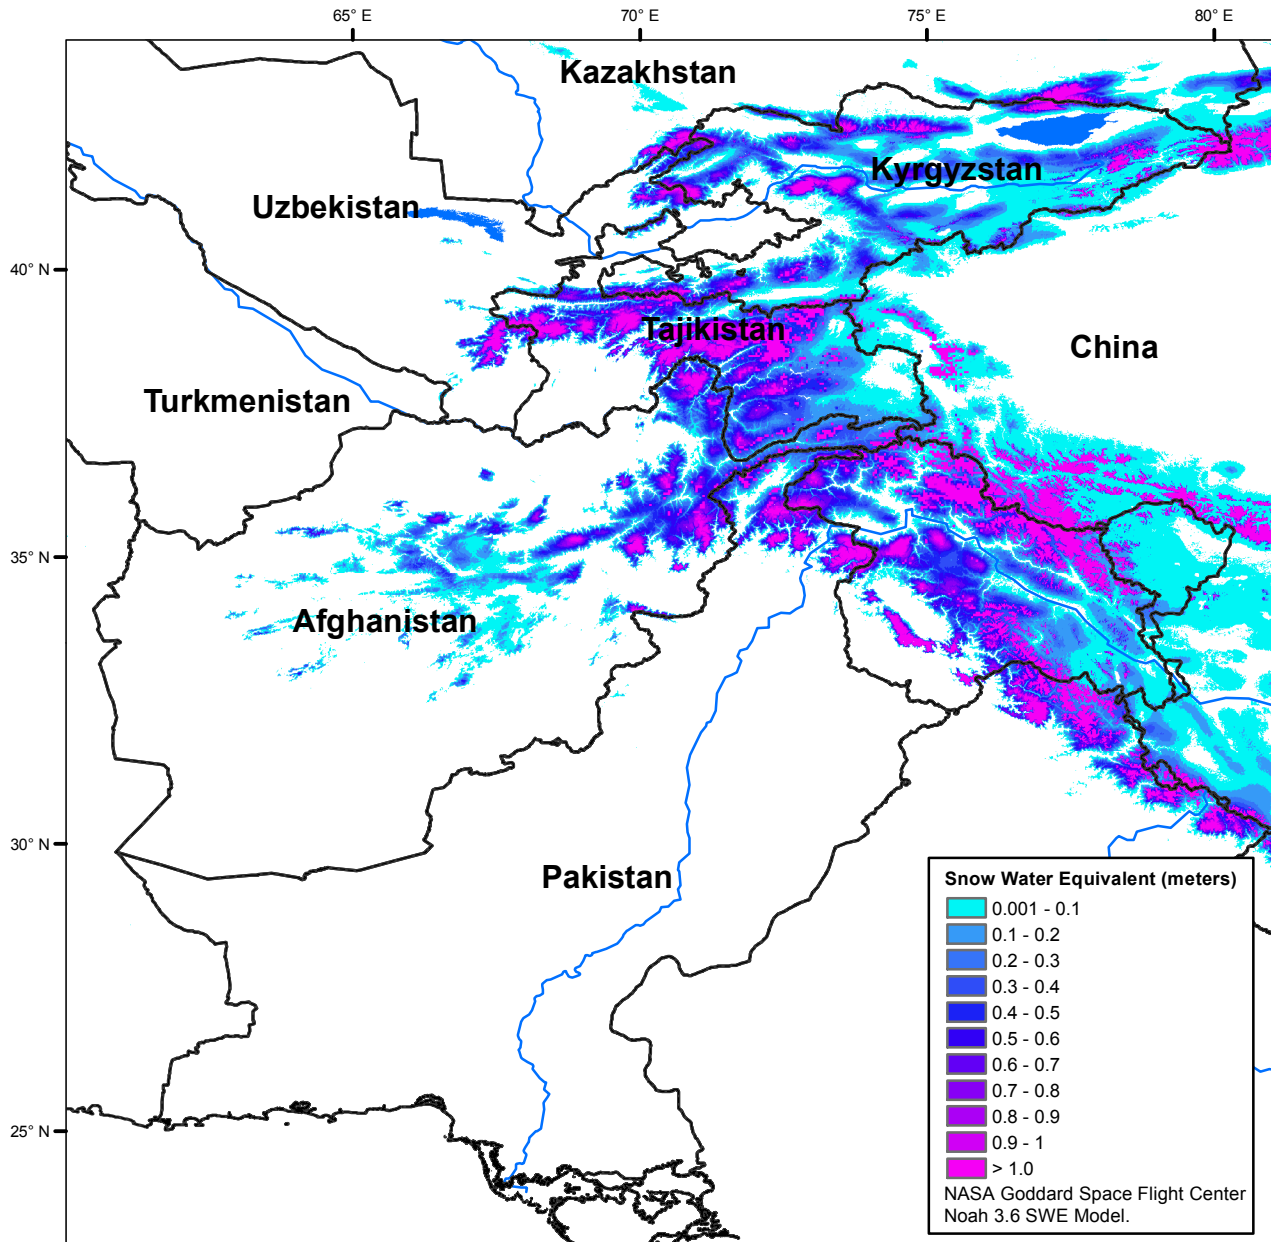 65° E
70° E
75° E
80° E
Kazakhstan
Kyrgyzstan
Uzbekistan
40° N
Tajikistan
China
Turkmenistan
35° N
Afghanistan
30° N
Pakistan
25° N
Snow Water Equivalent (meters)
0.001 - 0.1
0.1 - 0.2
0.2 - 0.3
0.3 - 0.4
0.4 - 0.5
0.5 - 0.6
0.6 - 0.7
0.7 - 0.8
0.8 - 0.9
0.9 - 1
> 1.0
NASA Goddard Space Flight Center
Noah 3.6 SWE Model.